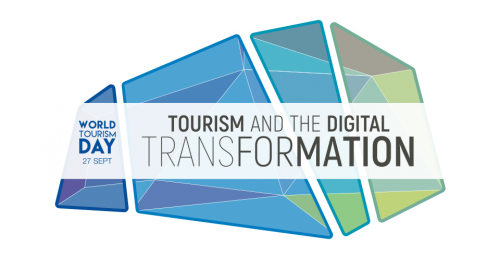 WORLD
TOURISM
DAY
27 SEPT
TOURISM AND THE DIGITAL
TRANSFORMATION